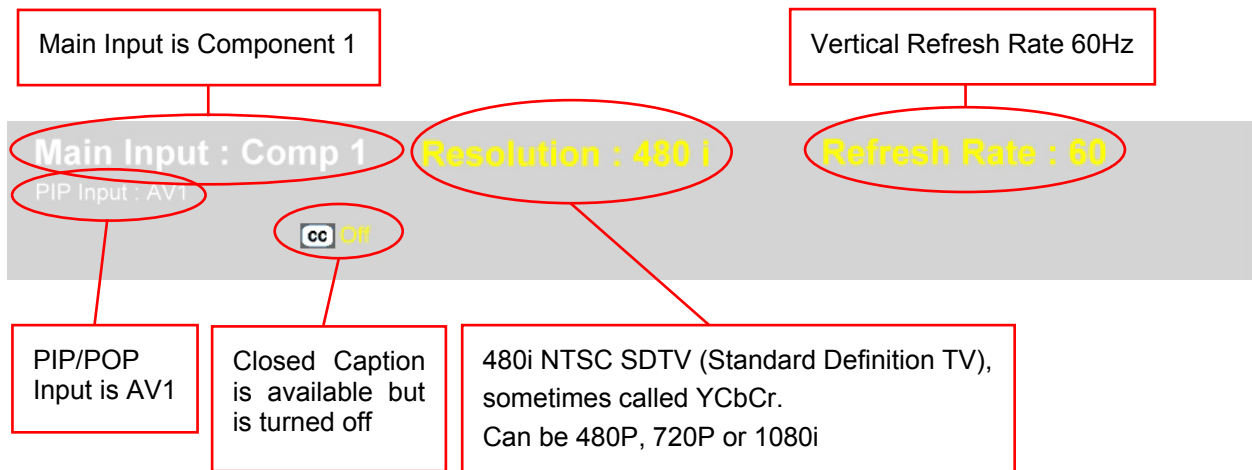 Main Input is Component 1
Vertical Refresh Rate 60Hz
Main Input : Comp 1 Resolution : 480 i Refresh Rate : 60
PIP Input : AV1
cc Off
PIP/POP
Input is AV1
Closed Caption
is available but
is turned off
480i NTSC SDTV (Standard Definition TV),
sometimes called YCbCr.
Can be 480P, 720P or 1080i